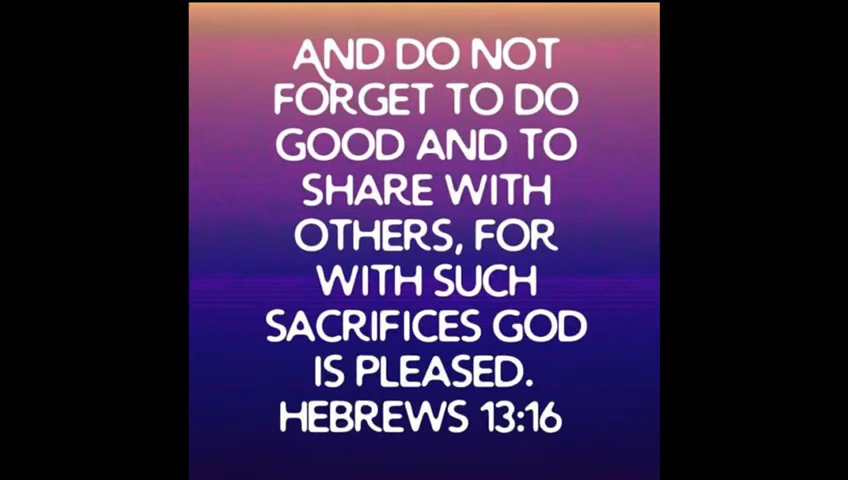 AND DO NOT
FORGET TO DO
GOOD AND TO
SHARE WITH
OTHERS, FOR
WITH SUCH
SACRIFICES GOD
IS PLEASED.
HEBREWS 13:16